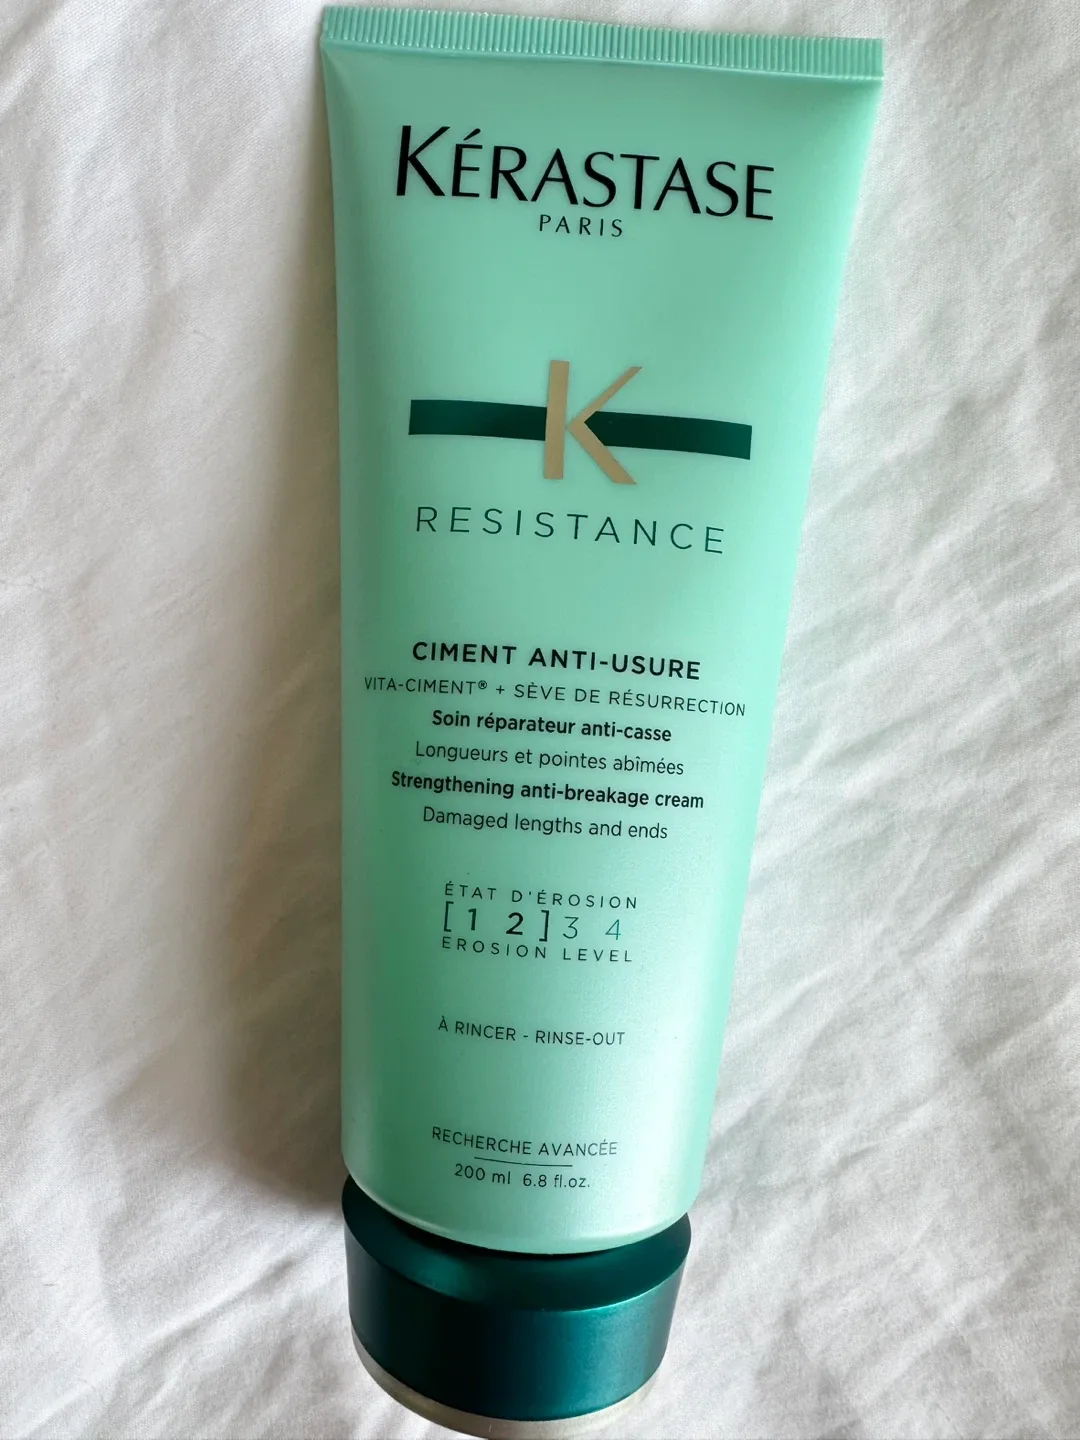 KÉRASTASE
PARIS
K
RESISTANCE
CIMENT ANTI-USURE
VITA-CIMENT® + SÈVE DE RÉSURRECTION
Soin réparateur anti-casse
Longueurs et pointes abîmées
Strengthening anti-breakage cream
Damaged lengths and ends
ÉTAT D'ÉROSION
[1 2] 3 4
EROSION LEVEL
À RINCER - RINSE-OUT
RECHERCHE AVANCÉE
200 ml 6.8 fl.oz.